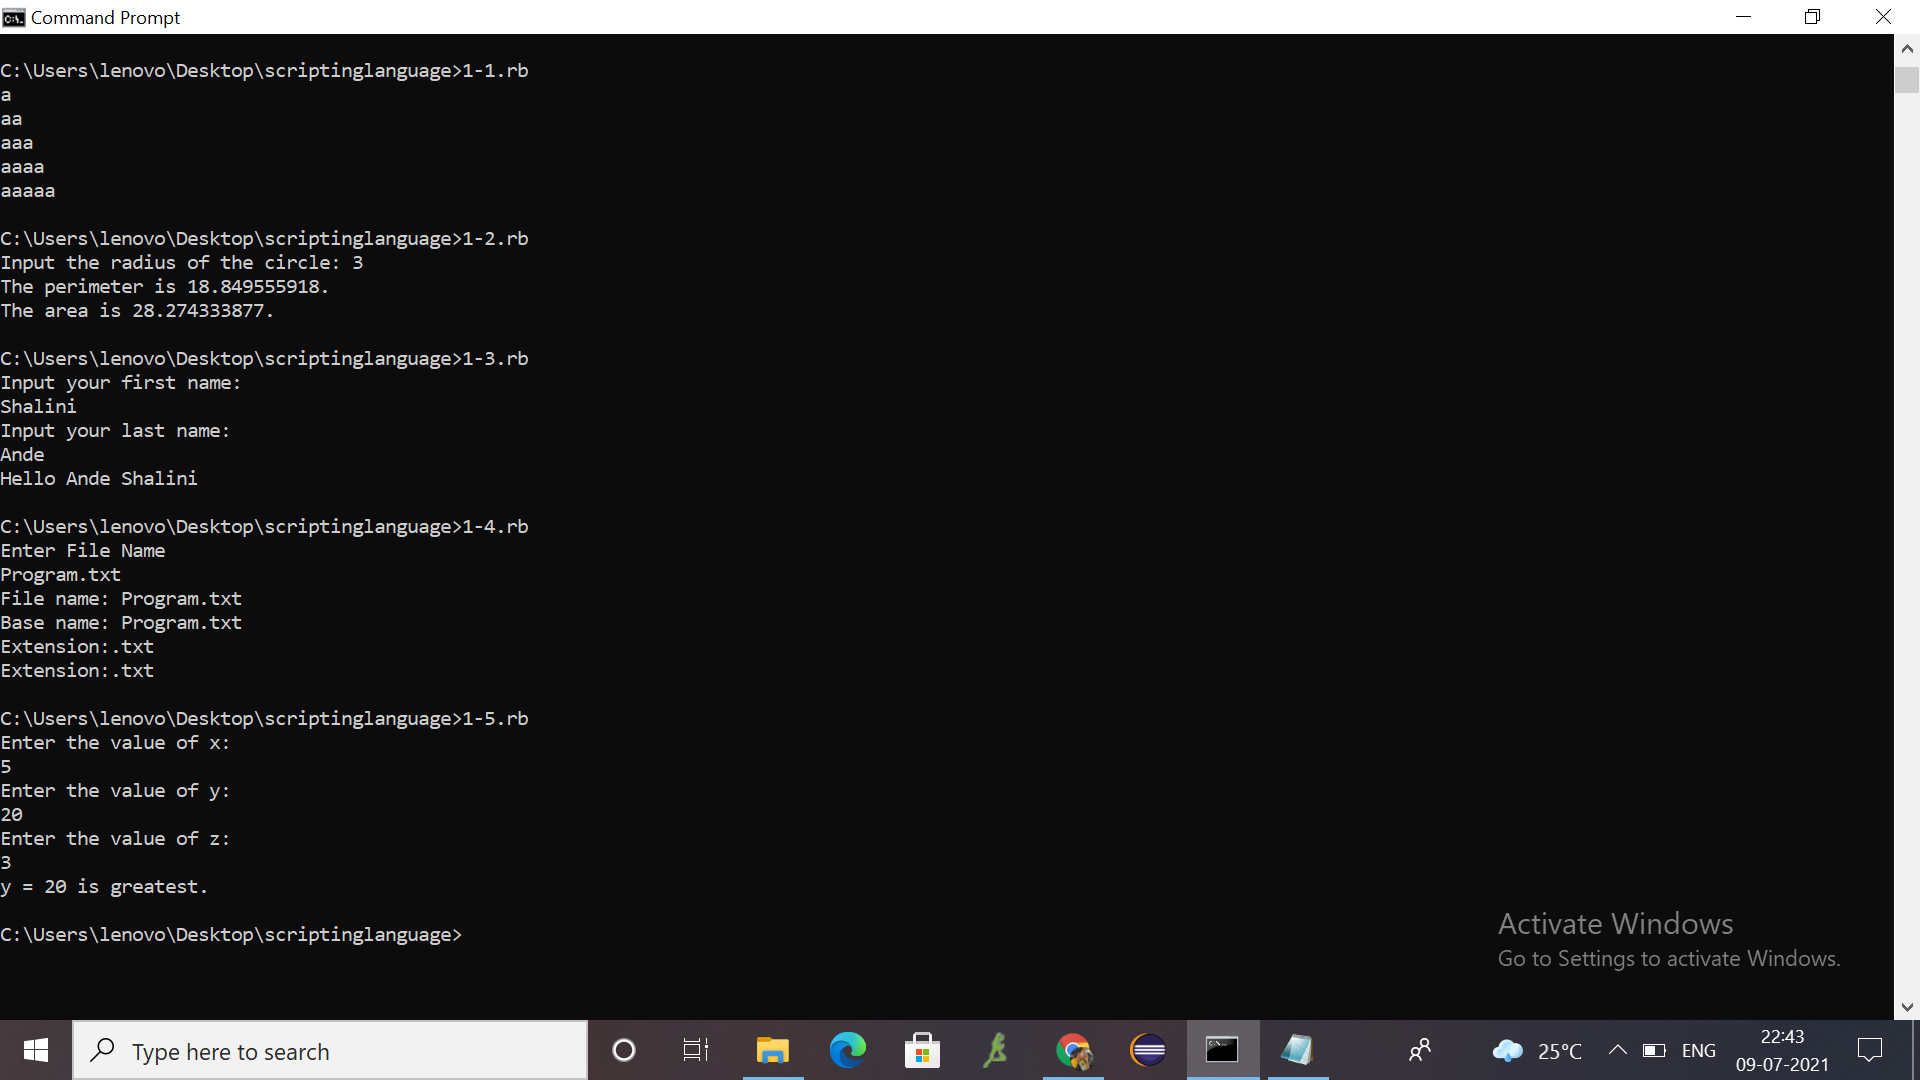 Command Prompt
C:\Users\lenovo\Desktop\scriptinglanguage>1-1.rb
a
aa
aaa
aaaa
aaaaa
C:\Users\lenovo\Desktop\scriptinglanguage>1-2.rb
Input the radius of the circle: 3
The perimeter is 18.849555918.
The area is 28.274333877.
C:\Users\lenovo\Desktop\scriptinglanguage>1-3.rb
Input your first name:
Shalini
Input your last name:
Ande
Hello Ande Shalini
C:\Users\lenovo\Desktop\scriptinglanguage>1-4.rb
Enter File Name
Program.txt
File name: Program.txt
Base name: Program.txt
Extension:.txt
Extension:.txt
C:\Users\lenovo\Desktop\scriptinglanguage>1-5.rb
Enter the value of x:
5
Enter the value of y:
20
Enter the value of z:
3
y = 20 is greatest.
C:\Users\lenovo\Desktop\scriptinglanguage>
Activate Windows
Go to Settings to activate Windows.
Type here to search
25°C
ENG
22:43
09-07-2021